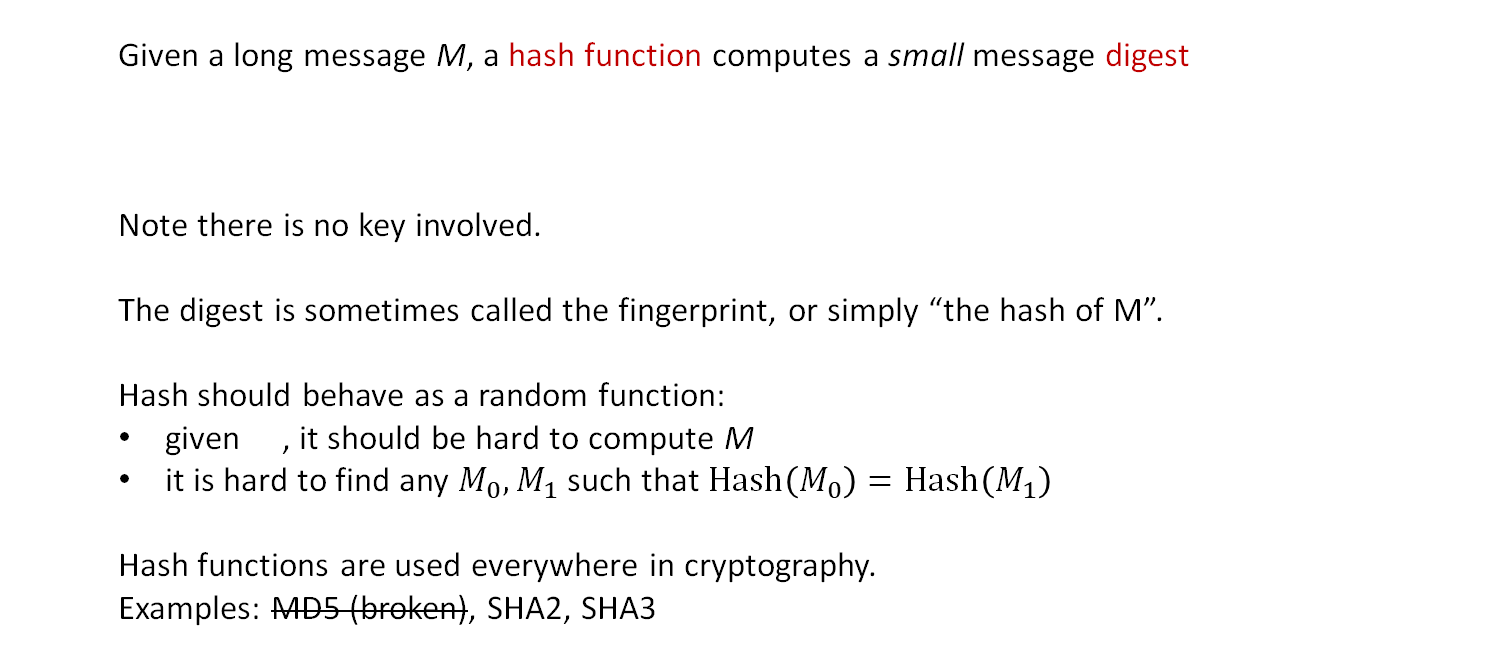 Given a long message M, a hash function computes a small message digest
Note there is no key involved.
The digest is sometimes called the fingerprint, or simply “the hash of M”.
Hash should behave as a random function:
• given , it should be hard to compute M
• it is hard to find any M₀, M₁ such that Hash(M₀) = Hash(M₁)
Hash functions are used everywhere in cryptography.
Examples: MD5 (broken), SHA2, SHA3